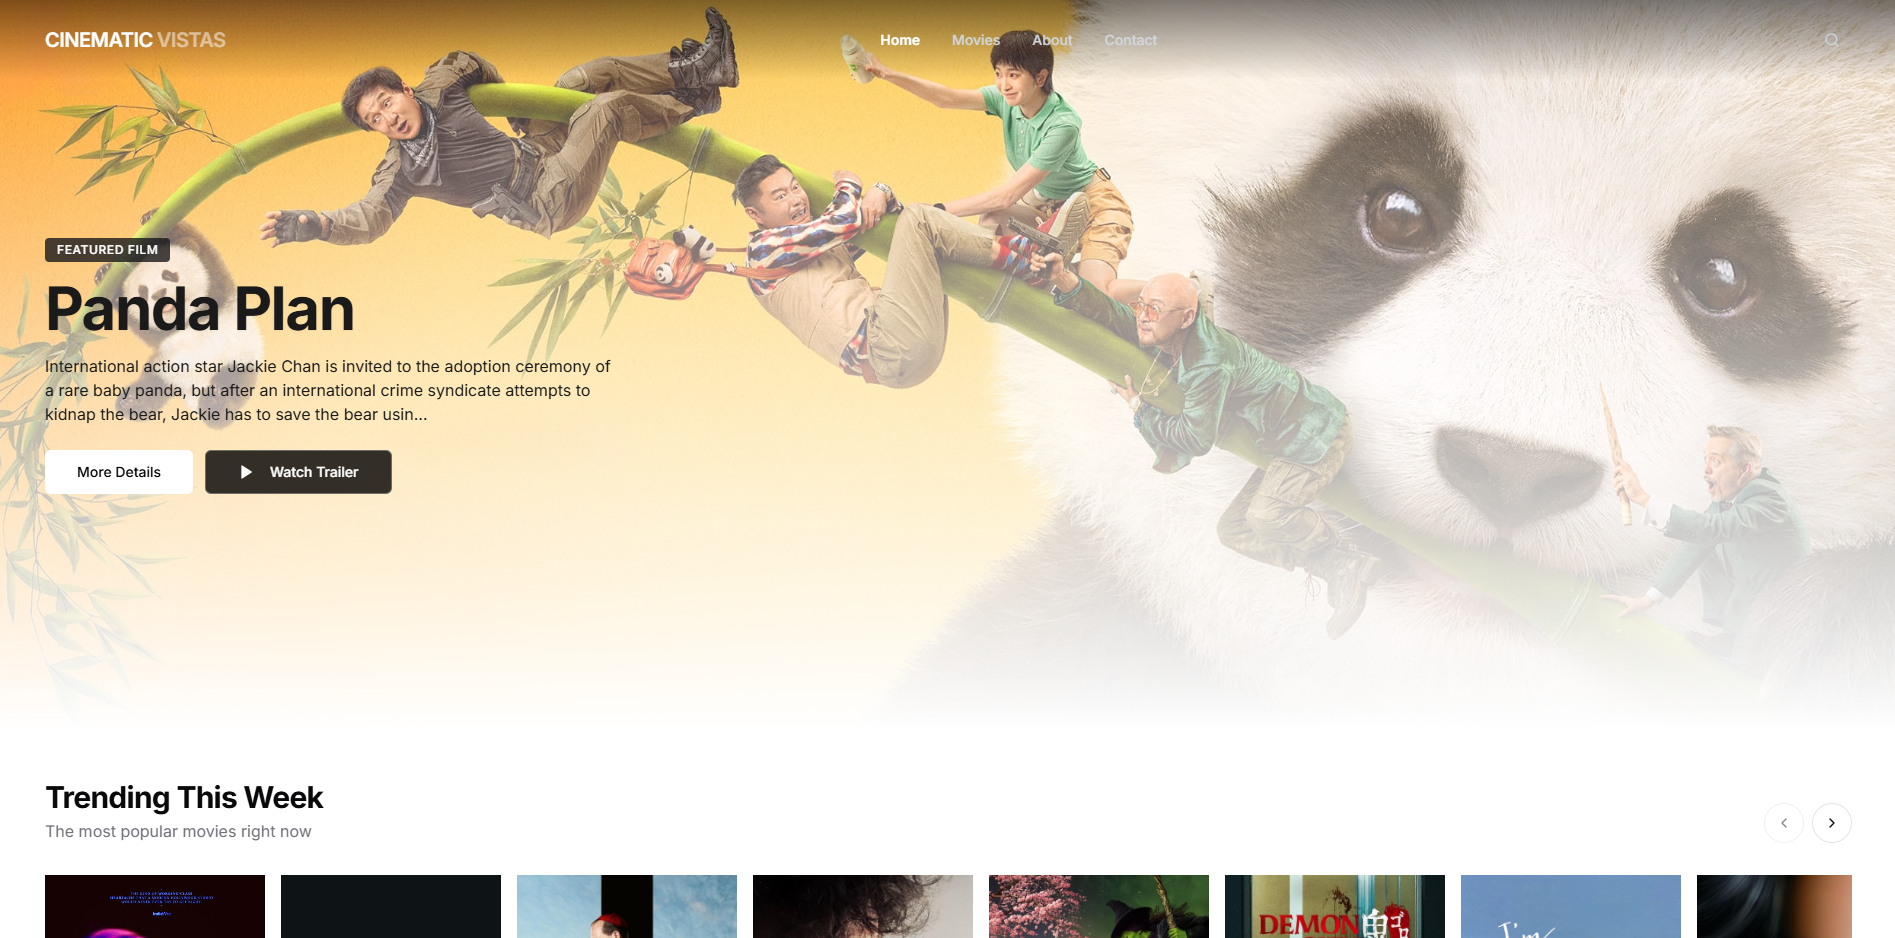 CINEMATIC VISTAS
Home Movies About Contact
FEATURED FILM
Panda Plan
International action star Jackie Chan is invited to the adoption ceremony of
a rare baby panda, but after an international crime syndicate attempts to
kidnap the bear, Jackie has to save the bear usin...
More Details
Watch Trailer
Trending This Week
The most popular movies right now
DEMON
I'm